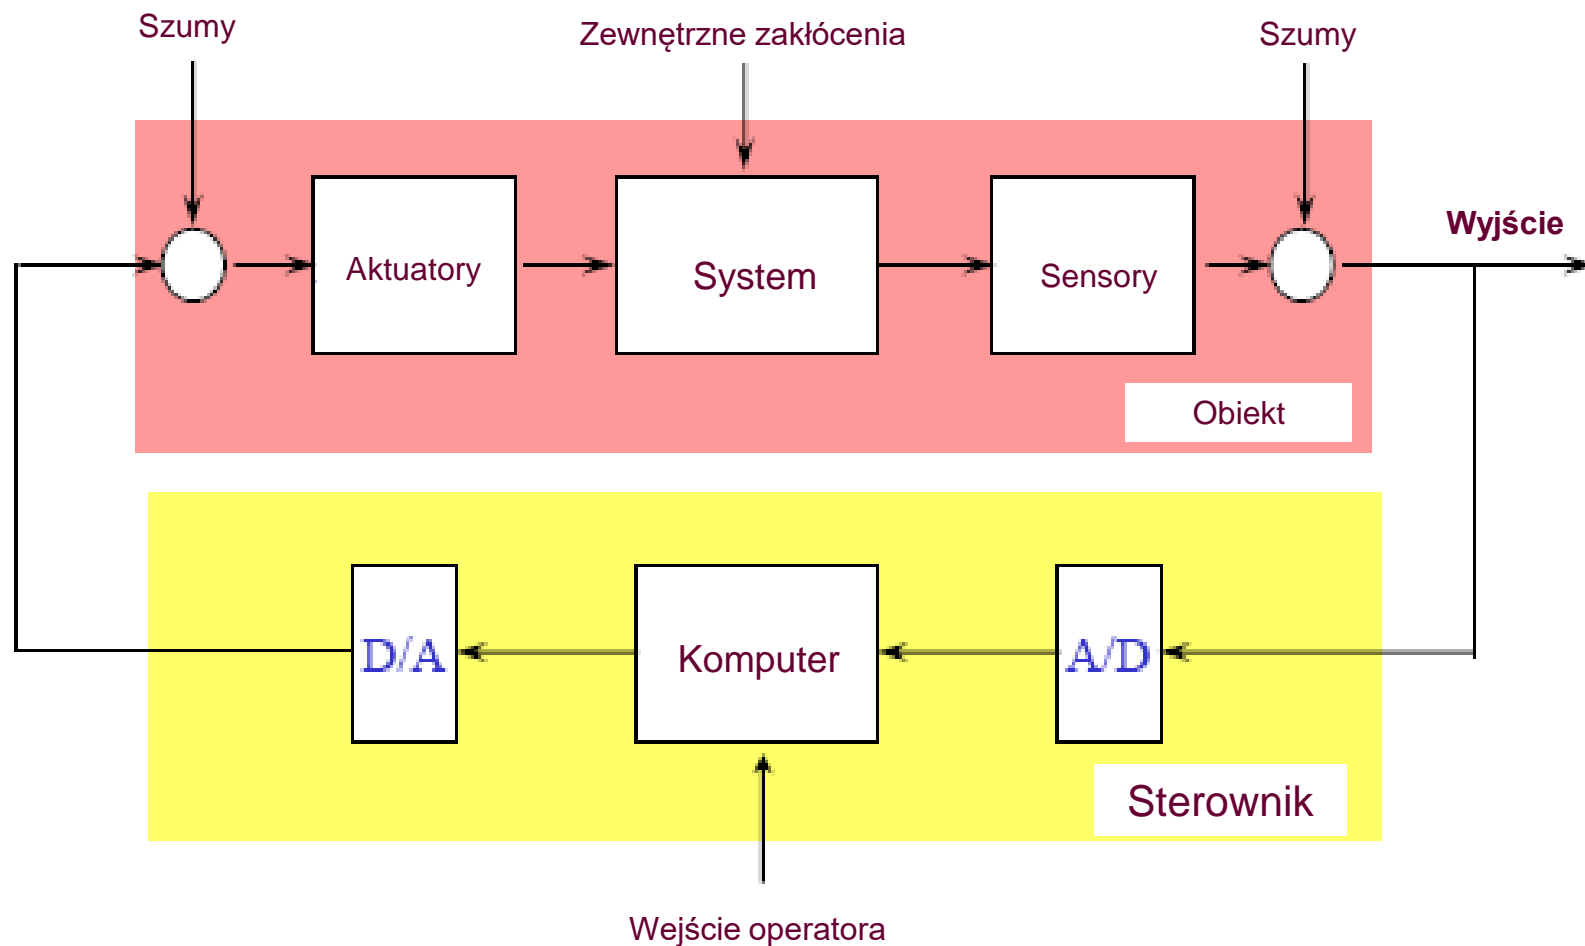 Szumy
Zewnętrzne zakłócenia
Szumy
Wyjście
Aktuatory
System
Sensory
Obiekt
D/A
Komputer
A/D
Sterownik
Wejście operatora